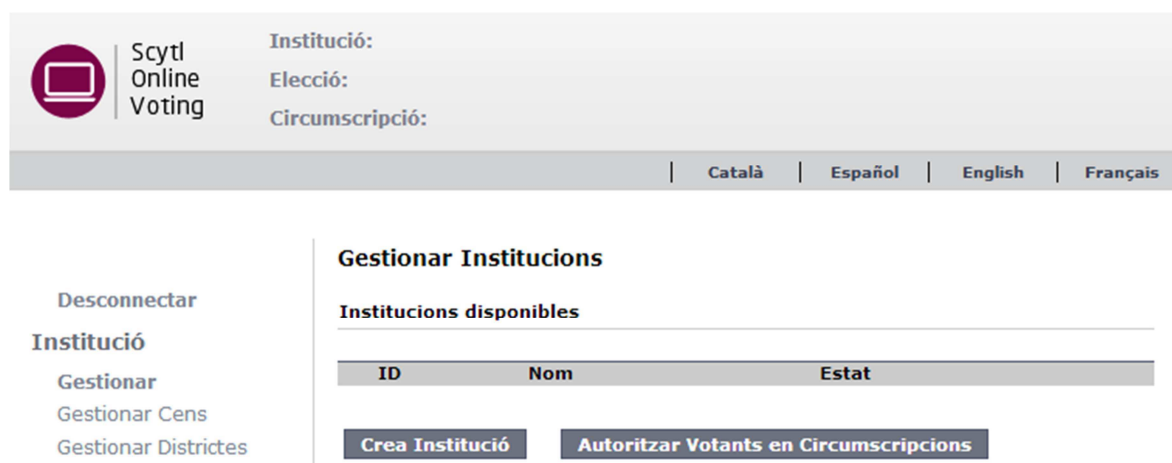 Scytl
Online
Voting
Institució:
Elecció:
Circumscripció:
Català | Español | English | Français
Desconnectar
Institució
Gestionar
Gestionar Cens
Gestionar Districtes
Gestionar Institucions
Institucions disponibles
ID Nom Estat
Crea Institució Autoritzar Votants en Circumscripcions